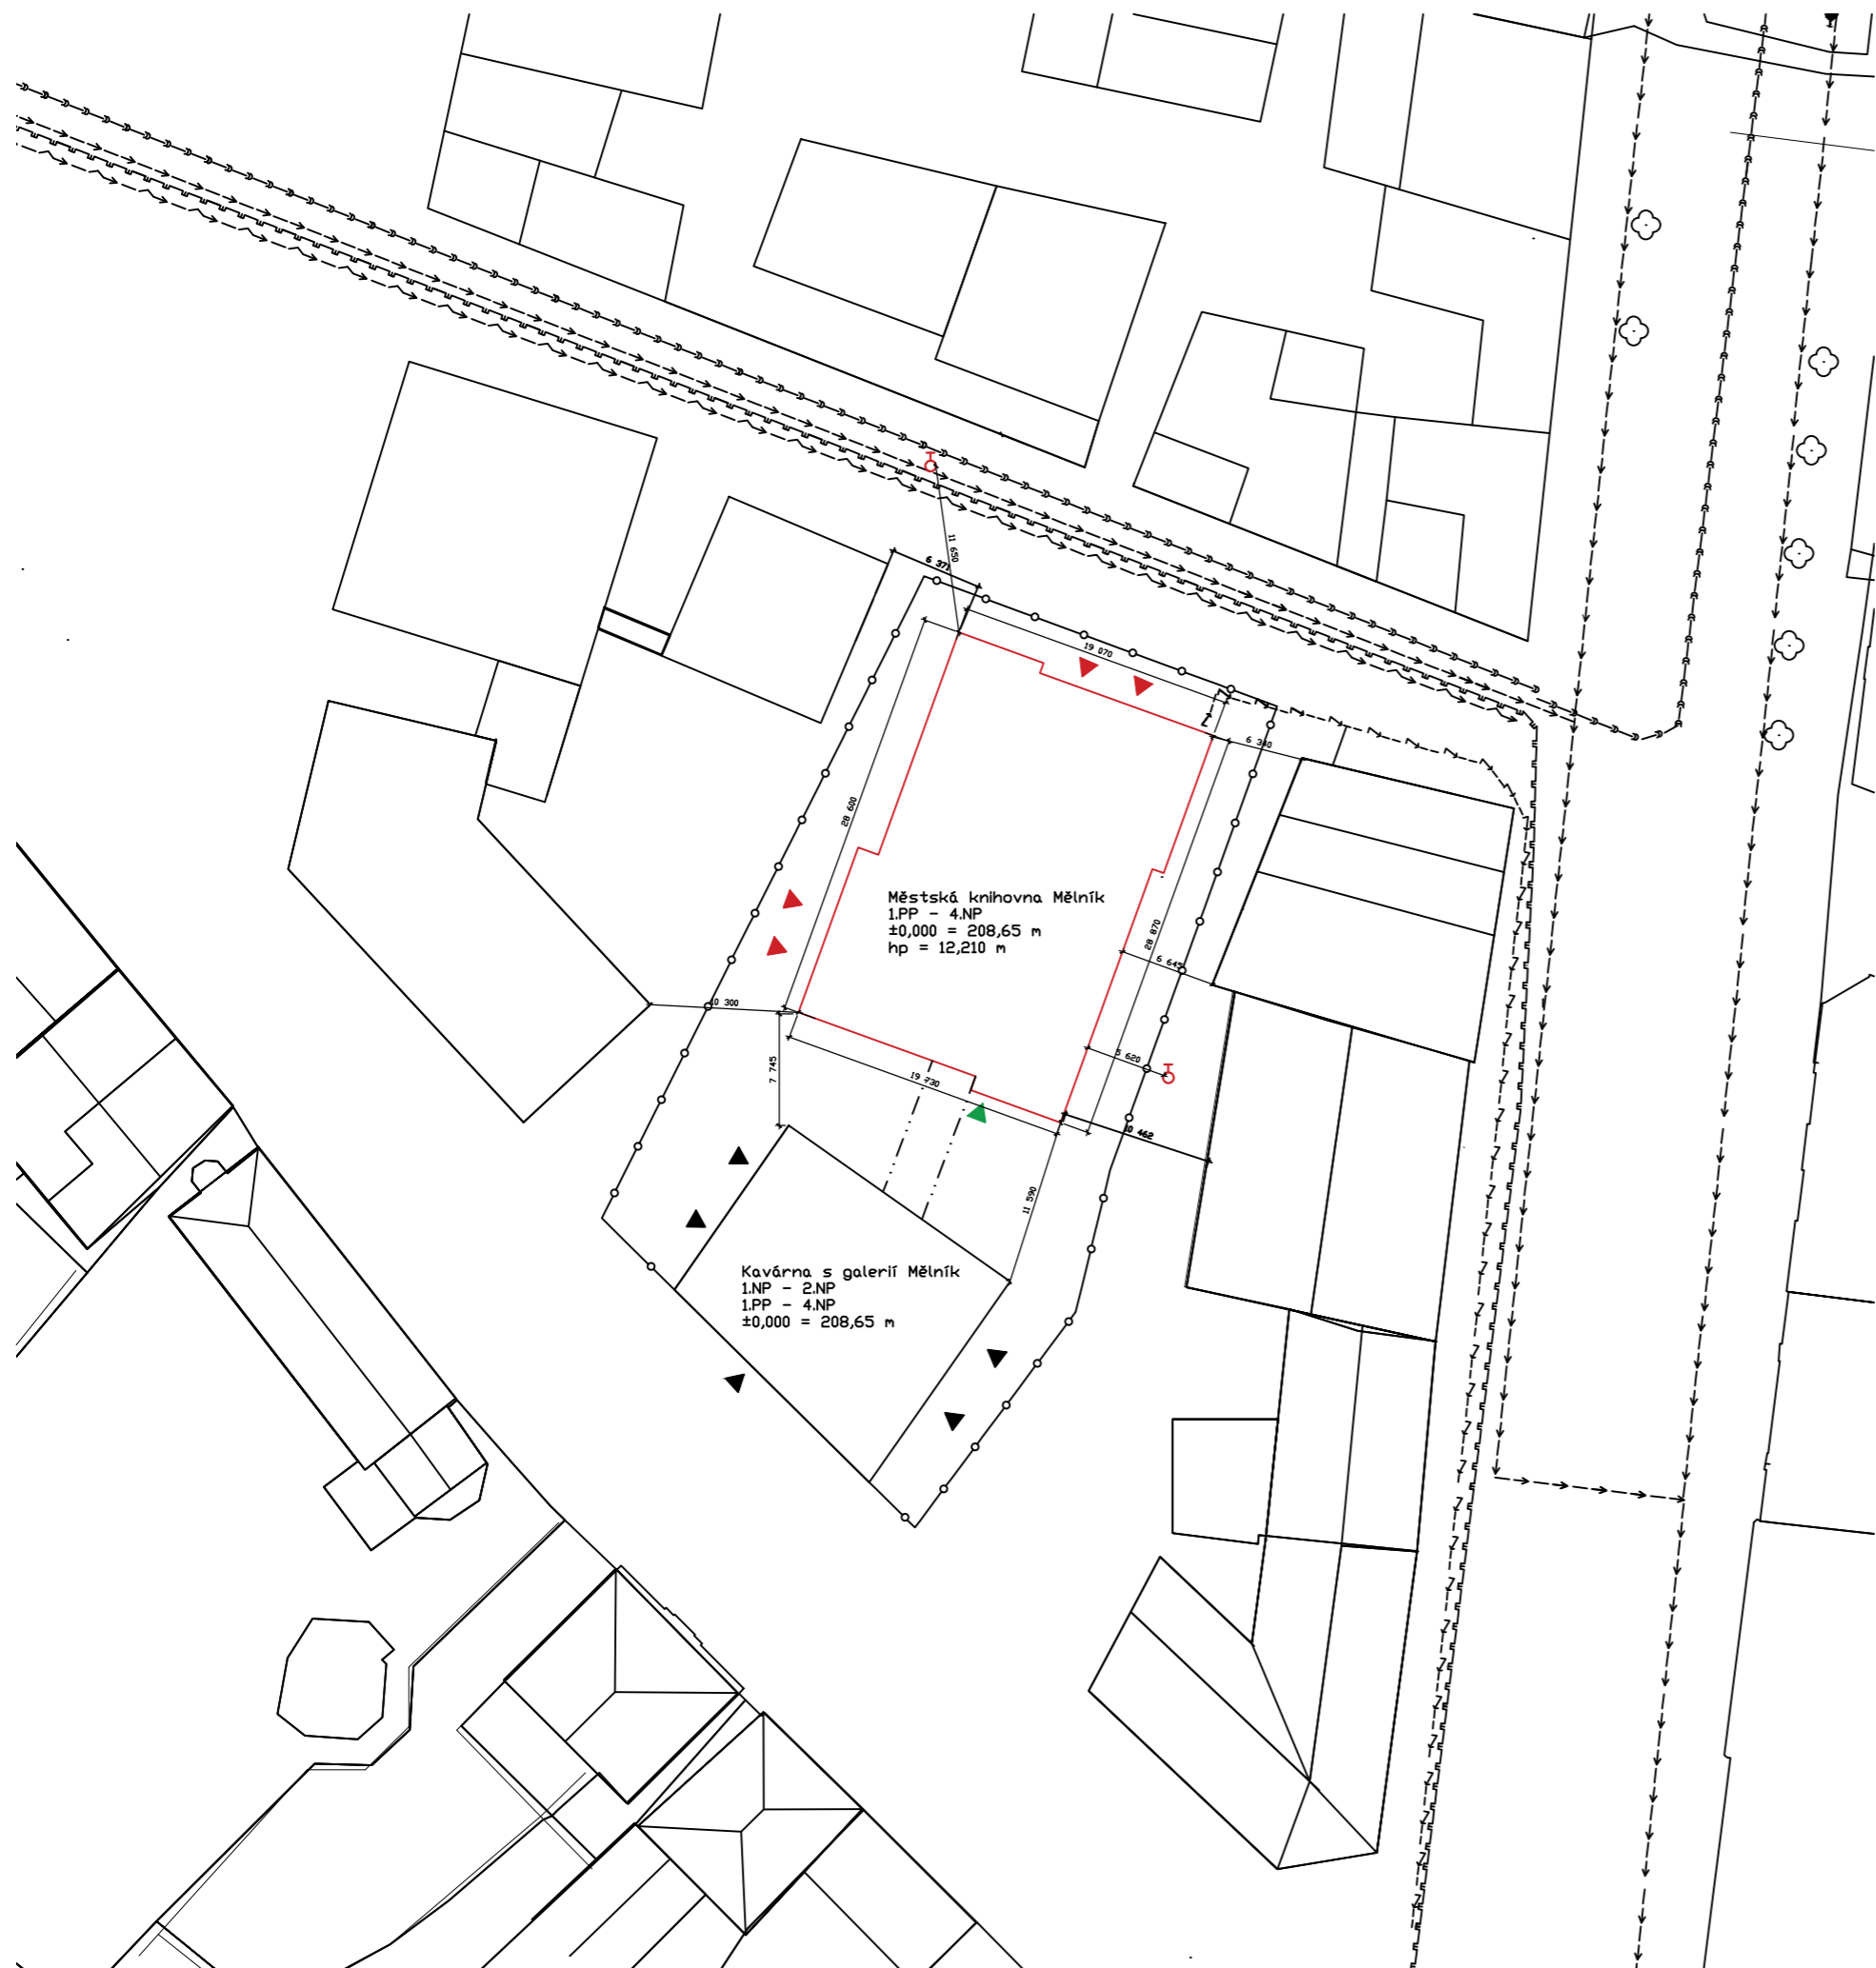 11 650
6 371
19 070
6 340
28 600
Městská knihovna Mělník
1.PP - 4.NP
±0,000 = 208,65 m
hp = 12,210 m
28 870
6 645
10 300
5 620
7 745
19 730
10 462
11 590
Kavárna s galerií Mělník
1.NP - 2.NP
1.PP - 4.NP
±0,000 = 208,65 m